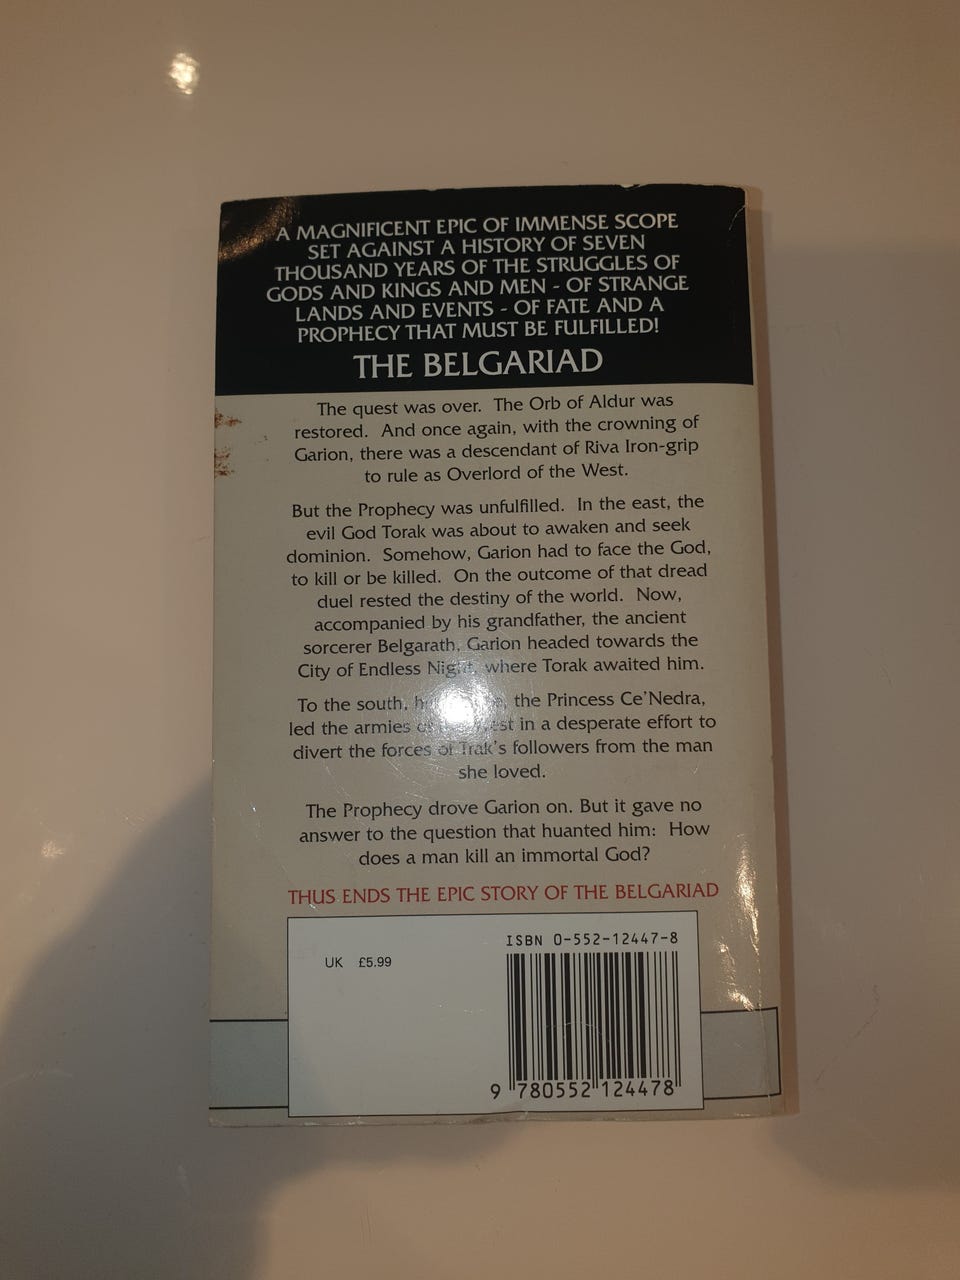 A MAGNIFICENT EPIC OF IMMENSE SCOPE
SET AGAINST A HISTORY OF SEVEN
THOUSAND YEARS OF THE STRUGGLES OF
GODS AND KINGS AND MEN - OF STRANGE
LANDS AND EVENTS - OF FATE AND A
PROPHECY THAT MUST BE FULFILLED!
THE BELGARIAD
The quest was over. The Orb of Aldur was
restored. And once again, with the crowning of
Garion, there was a descendant of Riva Iron-grip
to rule as Overlord of the West.
But the Prophecy was unfulfilled. In the east, the
evil God Torak was about to awaken and seek
dominion. Somehow, Garion had to face the God,
to kill or be killed. On the outcome of that dread
duel rested the destiny of the world. Now,
accompanied by his grandfather, the ancient
sorcerer Belgarath, Garion headed towards the
City of Endless Night, where Torak awaited him.
To the south, the Princess Ce'Nedra,
led the armies West in a desperate effort to
divert the forces of Trak's followers from the man
she loved.
The Prophecy drove Garion on. But it gave no
answer to the question that huanted him: How
does a man kill an immortal God?
THUS ENDS THE EPIC STORY OF THE BELGARIAD
ISBN 0-552-12447-8
UK £5.99
9 780552 124478